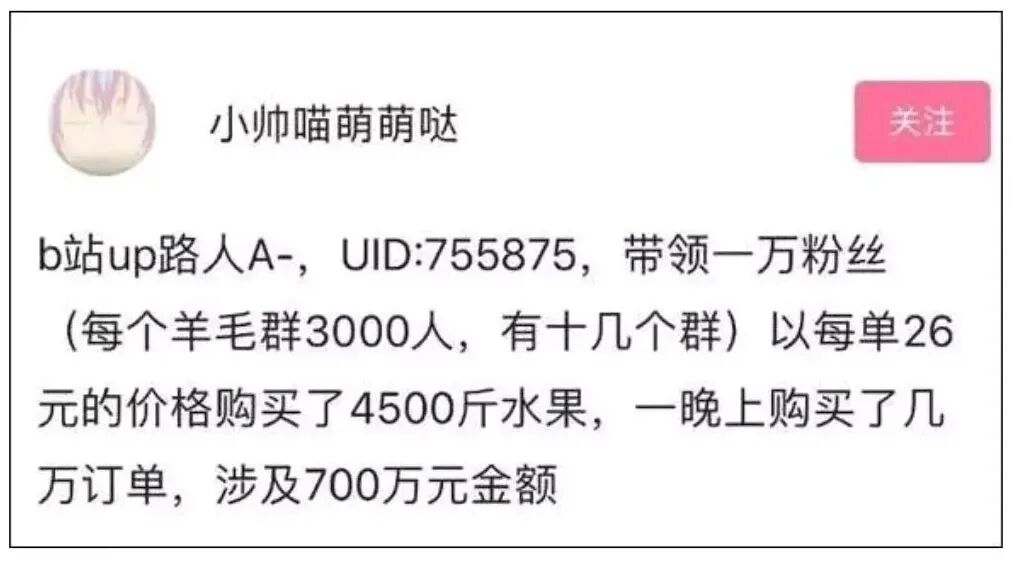 小帅喵萌萌哒
关注
b站up路人A-，UID:755875，带领一万粉丝
（每个羊毛群3000人，有十几个群）以每单26
元的价格购买了4500斤水果，一晚上购买了几
万订单，涉及700万元金额